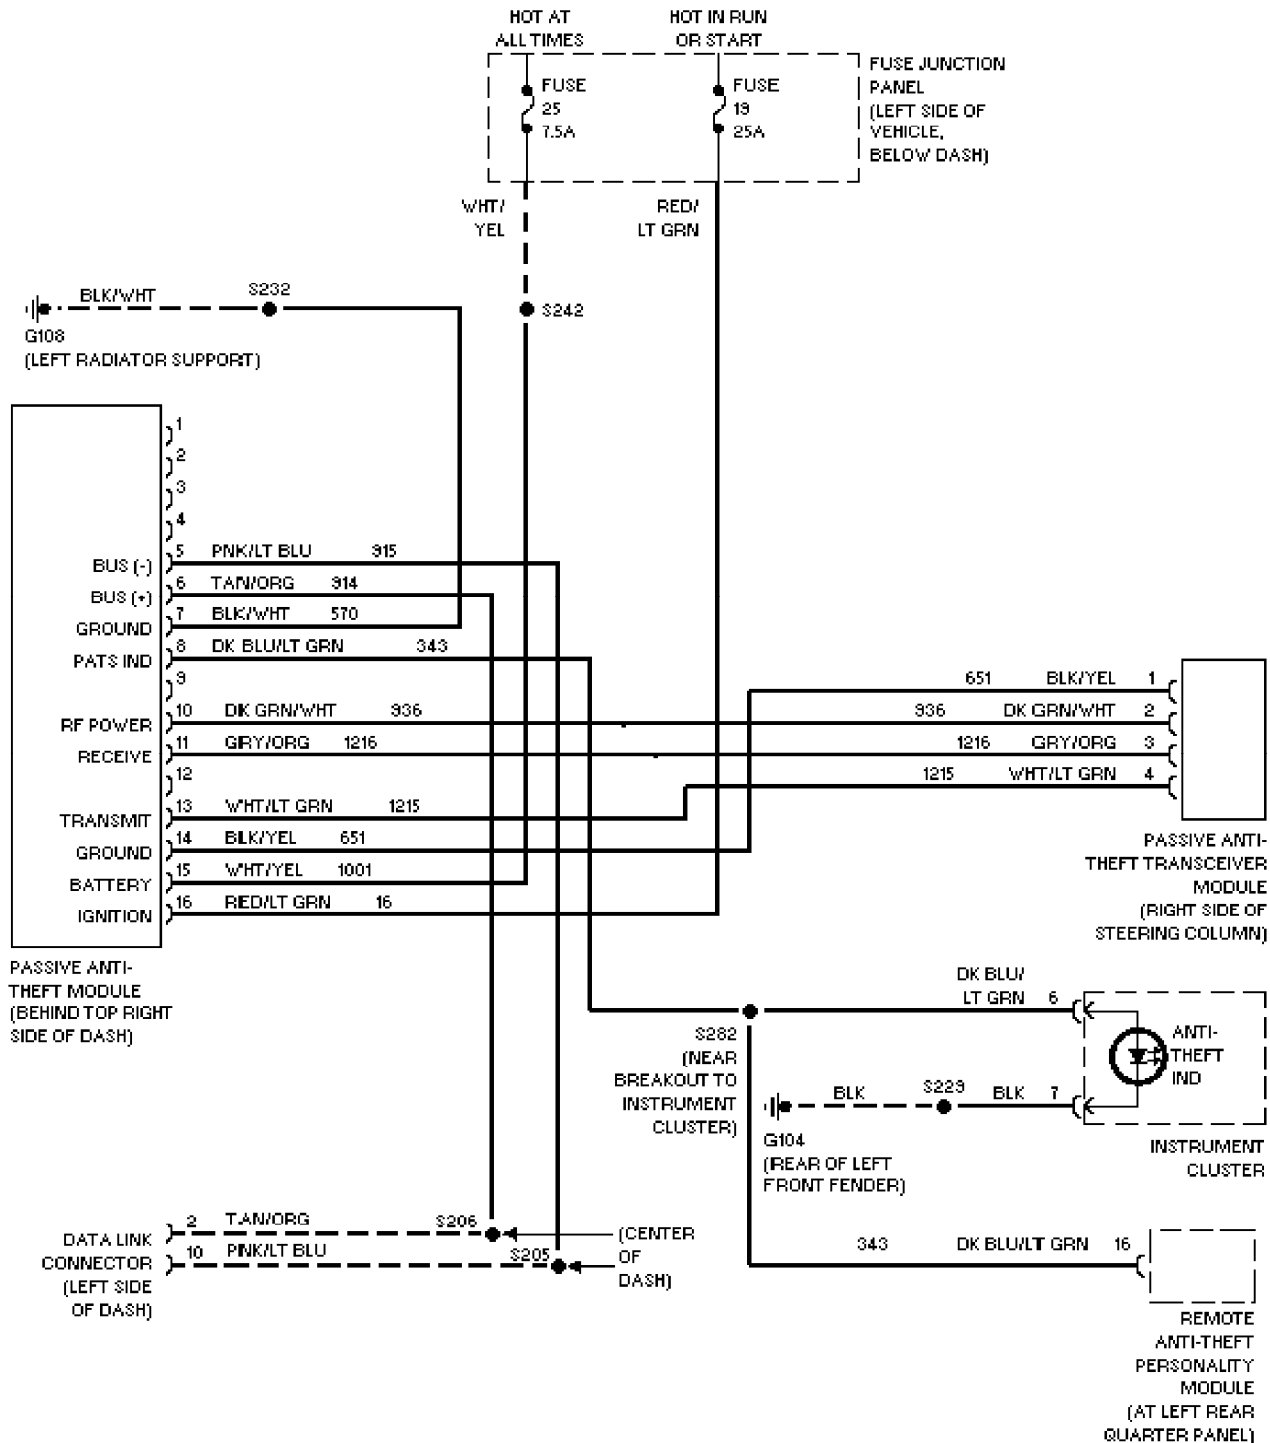 HOT AT
ALL TIMES
HOT IN RUN
OR START
FUSE
25
7.5A
FUSE
19
25A
FUSE JUNCTION
PANEL
(LEFT SIDE OF
VEHICLE,
BELOW DASH)
WHT/
YEL
RED/
LT GRN
BLK/WHT
S232
S242
G108
(LEFT RADIATOR SUPPORT)
1
2
3
4
BUS (-) 5 PNK/LT BLU 915
BUS (+) 6 TAN/ORG 914
GROUND 7 BLK/WHT 570
PATS IND 8 DK BLU/LT GRN 343
9
RF POWER 10 DK GRN/WHT 936
RECEIVE 11 GRY/ORG 1216
12
TRANSMIT 13 WHT/LT GRN 1215
GROUND 14 BLK/YEL 651
BATTERY 15 WHT/YEL 1001
IGNITION 16 RED/LT GRN 16
PASSIVE ANTI-
THEFT MODULE
(BEHIND TOP RIGHT
SIDE OF DASH)
651 BLK/YEL 1
936 DK GRN/WHT 2
1216 GRY/ORG 3
1215 WHT/LT GRN 4
PASSIVE ANTI-
THEFT TRANSCEIVER
MODULE
(RIGHT SIDE OF
STEERING COLUMN)
DK BLU/
LT GRN 6
S282
(NEAR
BREAKOUT TO
INSTRUMENT
CLUSTER)
ANTI-
THEFT
IND
BLK S229 BLK 7
G104
(REAR OF LEFT
FRONT FENDER)
INSTRUMENT
CLUSTER
2 TAN/ORG S206
10 PNK/LT BLU S205
DATA LINK
CONNECTOR
(LEFT SIDE
OF DASH)
(CENTER
OF
DASH)
343 DK BLU/LT GRN 16
REMOTE
ANTI-THEFT
PERSONALITY
MODULE
(AT LEFT REAR
QUARTER PANEL)